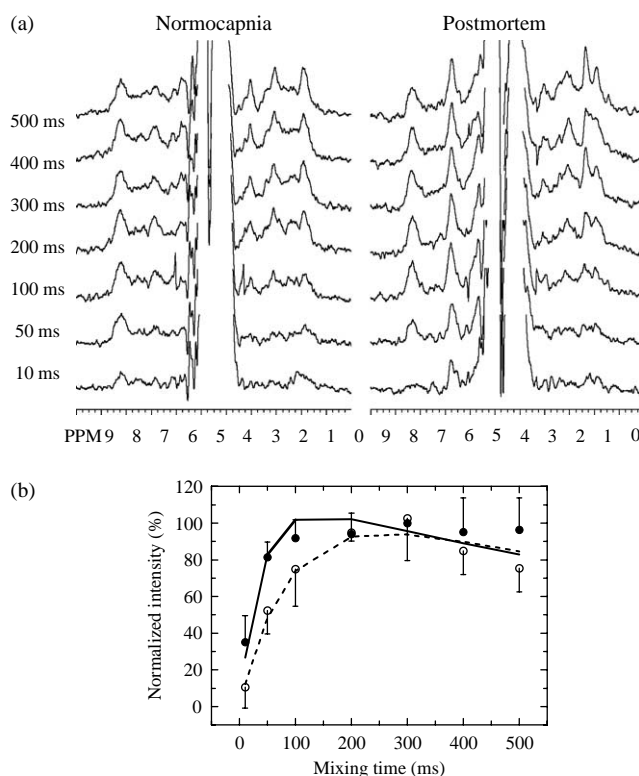 (a)
Normocapnia
Postmortem
500 ms
400 ms
300 ms
200 ms
100 ms
50 ms
10 ms
PPM 9 8 7 6 5 4 3 2 1 0
9 8 7 6 5 4 3 2 1 0
(b)
Normalized intensity (%)
120
100
80
60
40
20
0
0 100 200 300 400 500
Mixing time (ms)